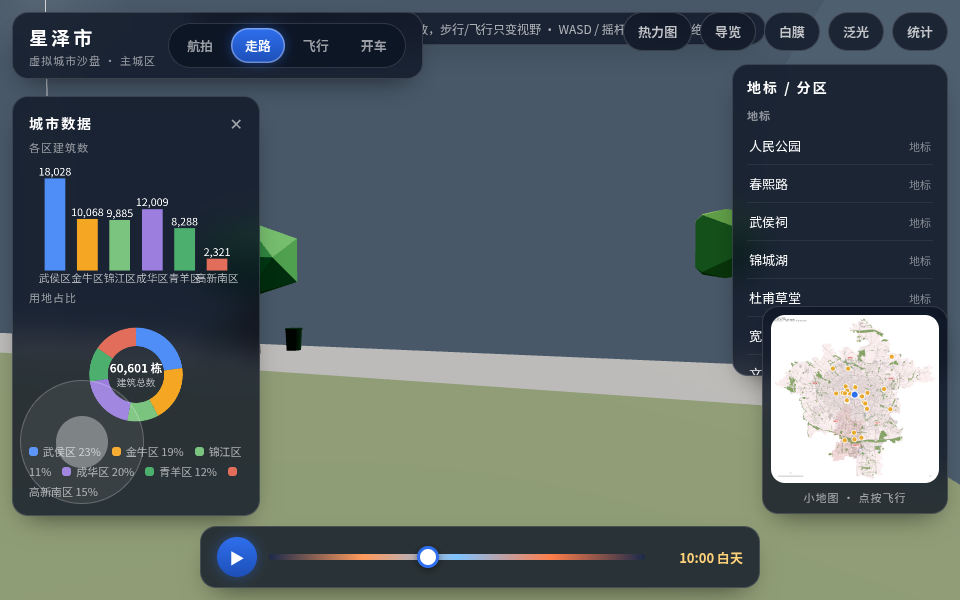 星泽市
虚拟城市沙盘 · 主城区
航拍 走路 飞行 开车
步行/飞行只变视野 · WASD / 摇杆
热力图 导览 白膜 泛光 统计
城市数据 ×
各区建筑数
18,028 10,068 9,885 12,009 8,288 2,321
武侯区 金牛区 锦江区 成华区 青羊区 高新南区
用地占比
60,601 栋
建筑总数
武侯区 23% 金牛区 19% 锦江区
11% 成华区 20% 青羊区 12%
高新南区 15%
地标 / 分区
地标
人民公园 地标
春熙路 地标
武侯祠 地标
锦城湖 地标
杜甫草堂 地标
宽
小地图 · 点按飞行
10:00 白天